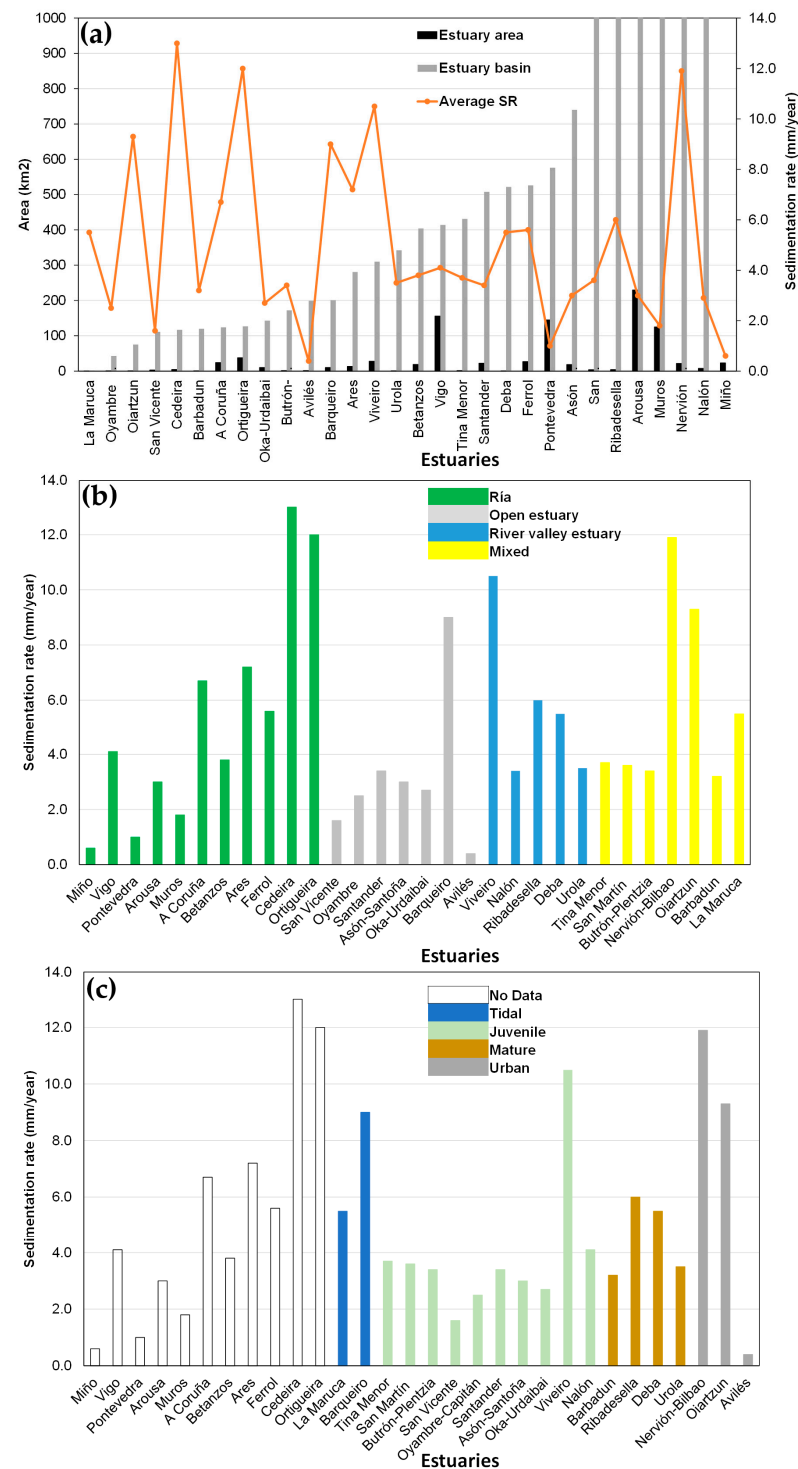 (a)
Estuary area
Estuary basin
Average SR
1000
900
800
700
600
500
400
300
200
100
0
Area (km2)
14.0
12.0
10.0
8.0
6.0
4.0
2.0
0.0
Sedimentation rate (mm/year)
La Maruca
Oyambre
Oiartzun
San Vicente
Cedeira
Barbadun
A Coruña
Ortigueira
Oka-Urdaibai
Butrón-
Avilés
Barqueiro
Ares
Viveiro
Urola
Betanzos
Vigo
Tina Menor
Santander
Deba
Ferrol
Pontevedra
Asón
San
Ribadesella
Arousa
Muros
Nervión
Nalón
Miño
Estuaries
(b)
Ría
Open estuary
River valley estuary
Mixed
14.0
12.0
10.0
8.0
6.0
4.0
2.0
0.0
Sedimentation rate (mm/year)
Miño
Vigo
Pontevedra
Arousa
Muros
A Coruña
Betanzos
Ares
Ferrol
Cedeira
Ortigueira
San Vicente
Oyambre
Santander
Asón-Santoña
Oka-Urdaibai
Barqueiro
Avilés
Viveiro
Nalón
Ribadesella
Deba
Urola
Tina Menor
San Martín
Butrón-Plentzia
Nervión-Bilbao
Oiartzun
Barbadun
La Maruca
Estuaries
(c)
No Data
Tidal
Juvenile
Mature
Urban
14.0
12.0
10.0
8.0
6.0
4.0
2.0
0.0
Sedimentation rate (mm/year)
Miño
Vigo
Pontevedra
Arousa
Muros
A Coruña
Betanzos
Ares
Ferrol
Cedeira
Ortigueira
La Maruca
Barqueiro
Tina Menor
San Martín
Butrón-Plentzia
San Vicente
Oyambre-Capitán
Santander
Asón-Santoña
Oka-Urdaibai
Viveiro
Nalón
Barbadun
Ribadesella
Deba
Urola
Nervión-Bilbao
Oiartzun
Avilés
Estuaries